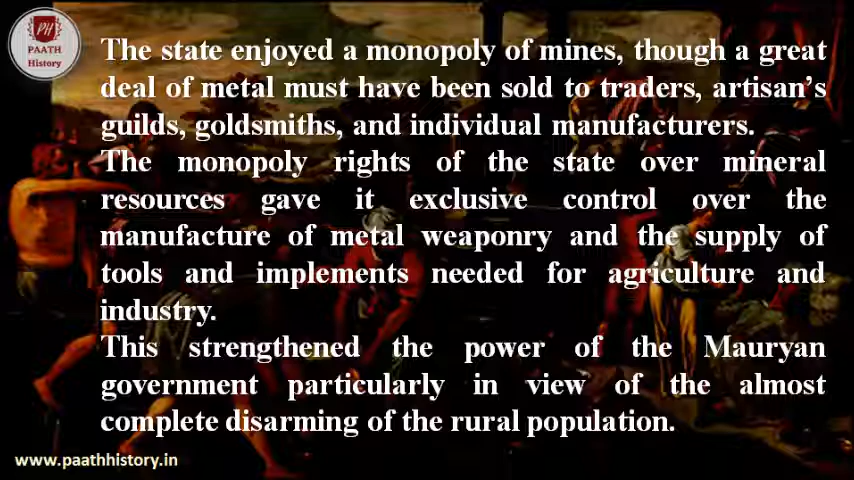 PH
PAATH
History
The state enjoyed a monopoly of mines, though a great
deal of metal must have been sold to traders, artisan's
guilds, goldsmiths, and individual manufacturers.
The monopoly rights of the state over mineral
resources gave it exclusive control over the
manufacture of metal weaponry and the supply of
tools and implements needed for agriculture and
industry.
This strengthened the power of the Mauryan
government particularly in view of the almost
complete disarming of the rural population.
www.paathhistory.in